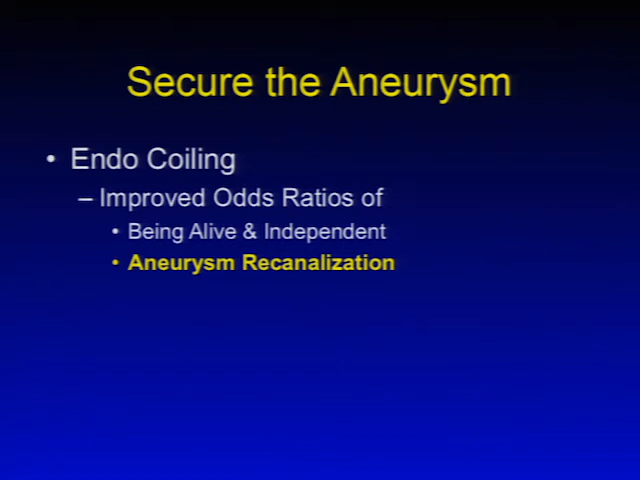 Secure the Aneurysm
• Endo Coiling
– Improved Odds Ratios of
• Being Alive & Independent
• Aneurysm Recanalization